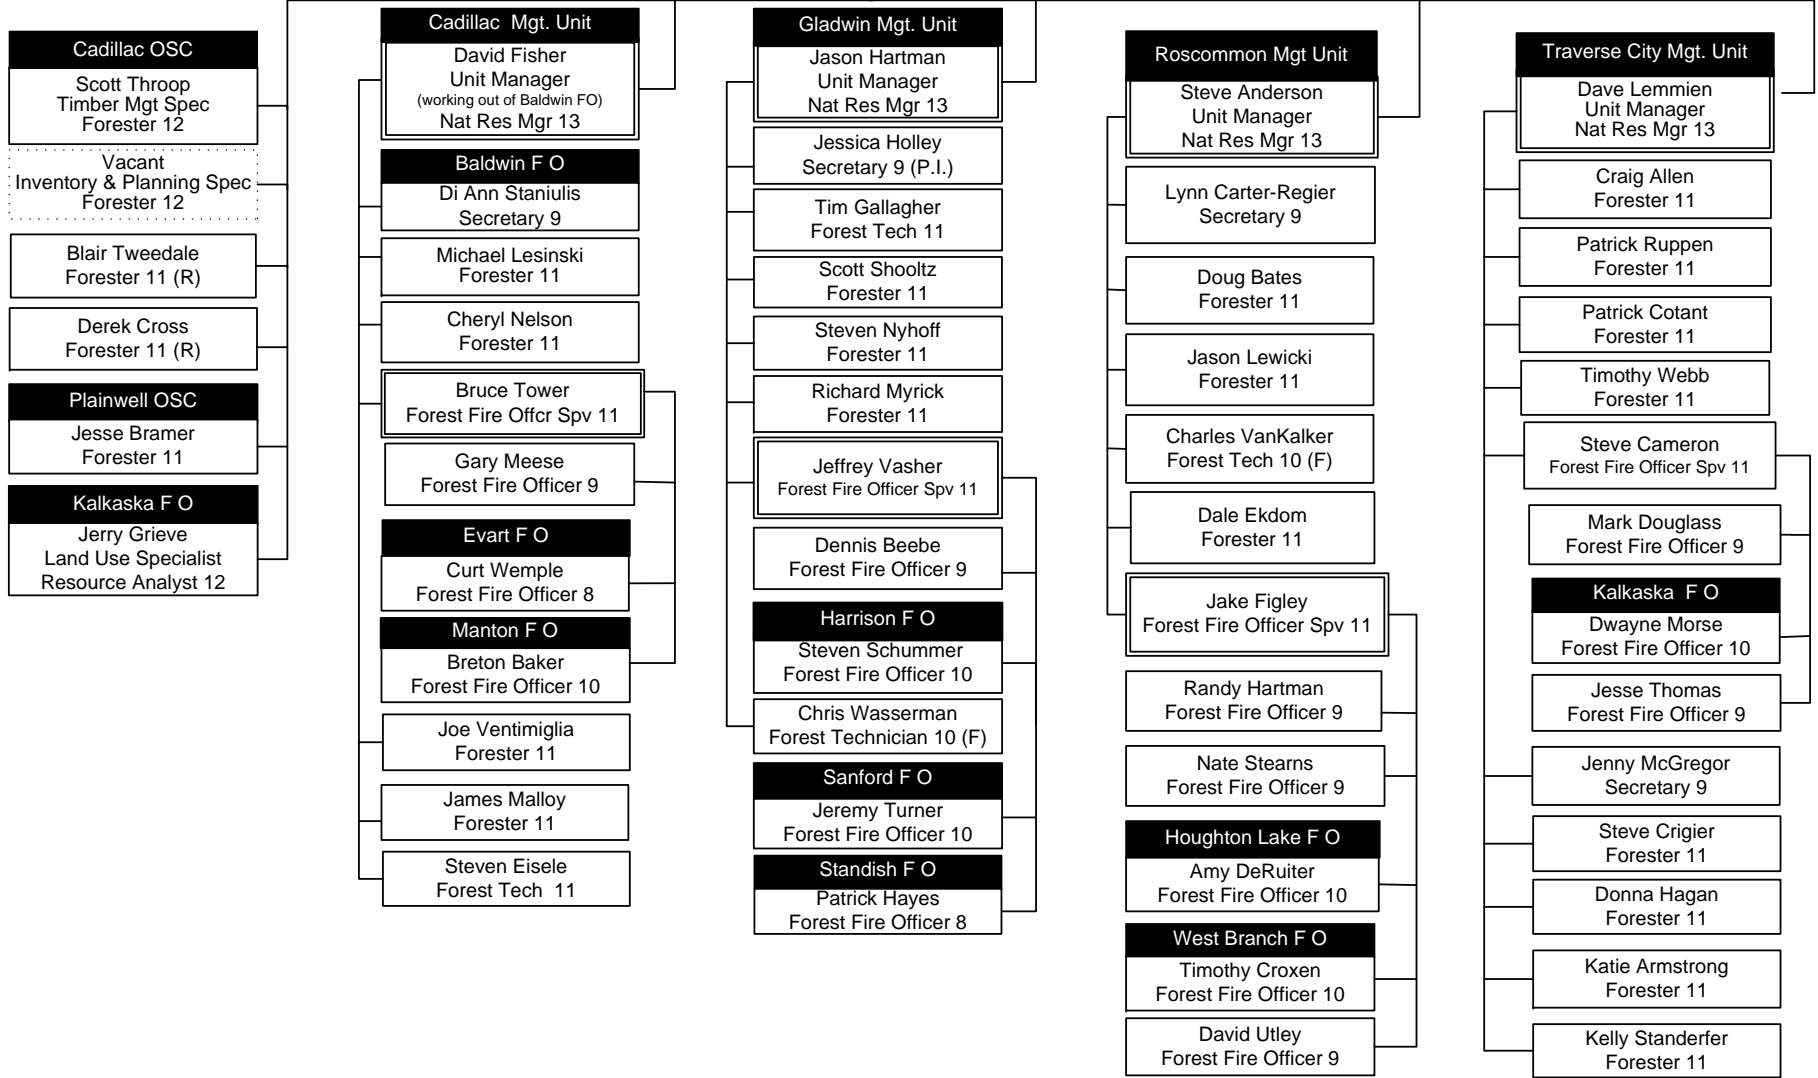 Cadillac OSC
Scott Throop
Timber Mgt Spec
Forester 12
Vacant
Inventory & Planning Spec
Forester 12
Blair Tweedale
Forester 11 (R)
Derek Cross
Forester 11 (R)
Plainwell OSC
Jesse Bramer
Forester 11
Kalkaska F O
Jerry Grieve
Land Use Specialist
Resource Analyst 12
Cadillac Mgt. Unit
David Fisher
Unit Manager
(working out of Baldwin FO)
Nat Res Mgr 13
Baldwin F O
Di Ann Staniulis
Secretary 9
Michael Lesinski
Forester 11
Cheryl Nelson
Forester 11
Bruce Tower
Forest Fire Offcr Spv 11
Gary Meese
Forest Fire Officer 9
Evart F O
Curt Wemple
Forest Fire Officer 8
Manton F O
Breton Baker
Forest Fire Officer 10
Joe Ventimiglia
Forester 11
James Malloy
Forester 11
Steven Eisele
Forest Tech 11
Gladwin Mgt. Unit
Jason Hartman
Unit Manager
Nat Res Mgr 13
Jessica Holley
Secretary 9 (P.I.)
Tim Gallagher
Forest Tech 11
Scott Shooltz
Forester 11
Steven Nyhoff
Forester 11
Richard Myrick
Forester 11
Jeffrey Vasher
Forest Fire Officer Spv 11
Dennis Beebe
Forest Fire Officer 9
Harrison F O
Steven Schummer
Forest Fire Officer 10
Chris Wasserman
Forest Technician 10 (F)
Sanford F O
Jeremy Turner
Forest Fire Officer 10
Standish F O
Patrick Hayes
Forest Fire Officer 8
Roscommon Mgt Unit
Steve Anderson
Unit Manager
Nat Res Mgr 13
Lynn Carter-Regier
Secretary 9
Doug Bates
Forester 11
Jason Lewicki
Forester 11
Charles VanKalker
Forest Tech 10 (F)
Dale Ekdom
Forester 11
Jake Figley
Forest Fire Officer Spv 11
Randy Hartman
Forest Fire Officer 9
Nate Stearns
Forest Fire Officer 9
Houghton Lake F O
Amy DeRuiter
Forest Fire Officer 10
West Branch F O
Timothy Croxen
Forest Fire Officer 10
David Utley
Forest Fire Officer 9
Traverse City Mgt. Unit
Dave Lemmien
Unit Manager
Nat Res Mgr 13
Craig Allen
Forester 11
Patrick Ruppen
Forester 11
Patrick Cotant
Forester 11
Timothy Webb
Forester 11
Steve Cameron
Forest Fire Officer Spv 11
Mark Douglass
Forest Fire Officer 9
Kalkaska F O
Dwayne Morse
Forest Fire Officer 10
Jesse Thomas
Forest Fire Officer 9
Jenny McGregor
Secretary 9
Steve Crigier
Forester 11
Donna Hagan
Forester 11
Katie Armstrong
Forester 11
Kelly Standerfer
Forester 11